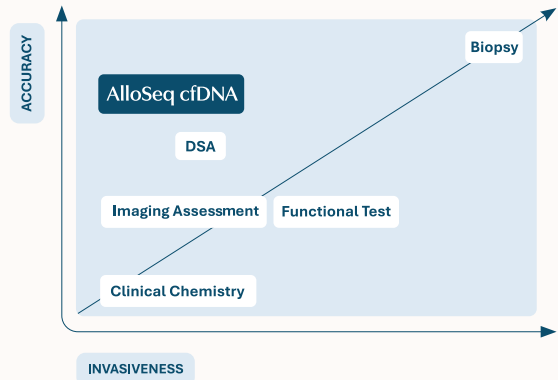 ACCURACY
Biopsy
AlloSeq cfDNA
DSA
Imaging Assessment
Functional Test
Clinical Chemistry
INVASIVENESS